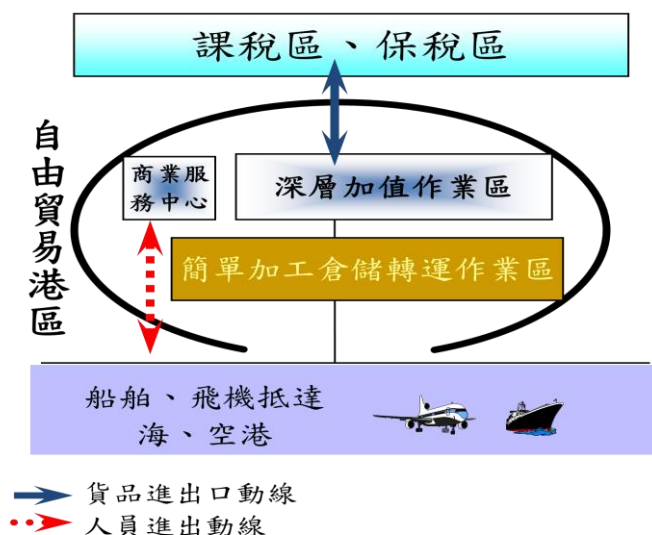 課稅區、保稅區
自由貿易港區
商業服
務中心
深層加值作業區
簡單加工倉儲轉運作業區
船舶、飛機抵達
海、空港
貨品進出口動線
人員進出動線